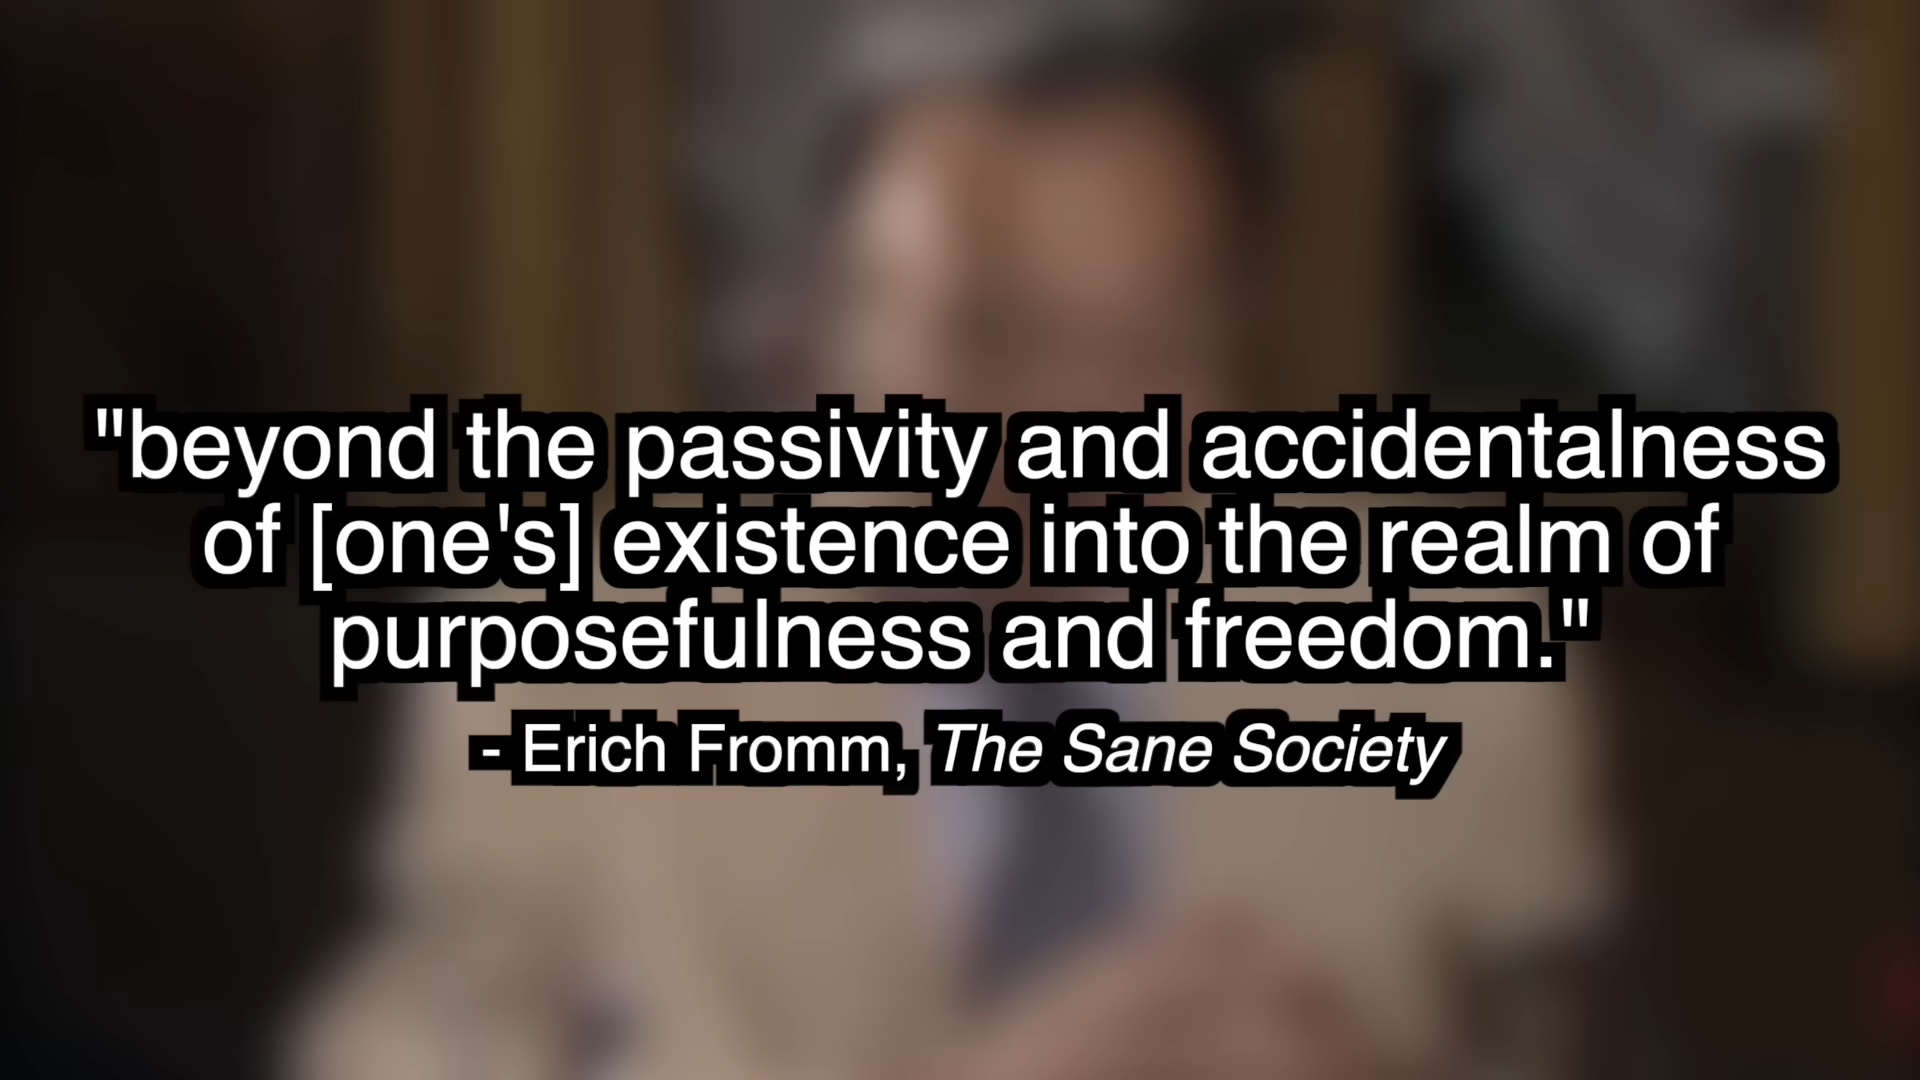 "beyond the passivity and accidentalness
of [one's] existence into the realm of
purposefulness and freedom."
- Erich Fromm, The Sane Society